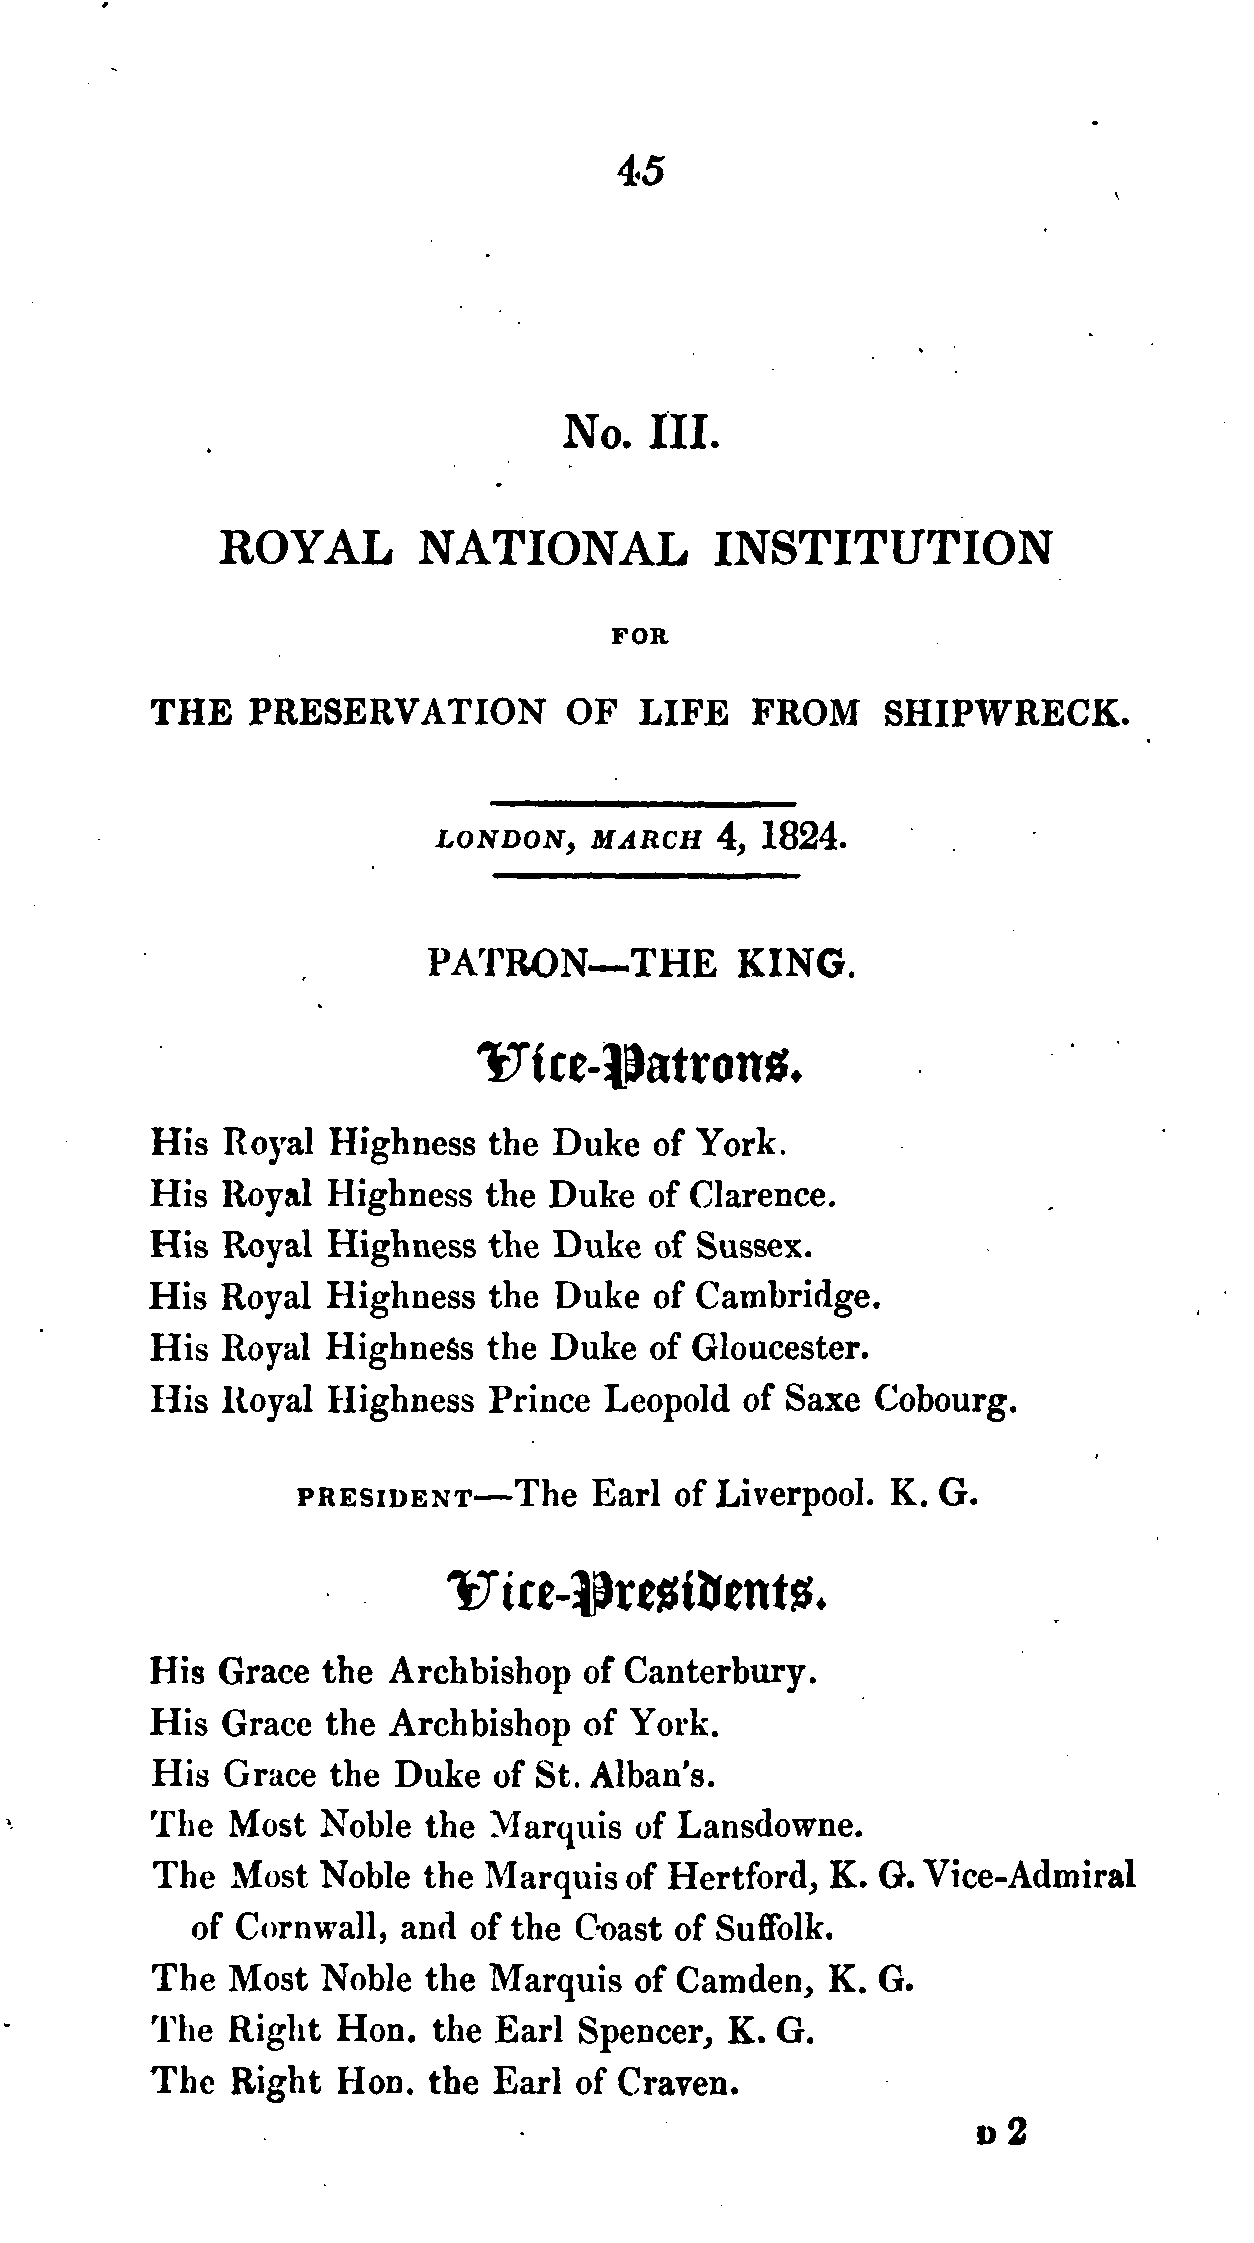 45
No. III.
ROYAL NATIONAL INSTITUTION
FOR
THE PRESERVATION OF LIFE FROM SHIPWRECK.
LONDON, MARCH 4, 1824.
PATRON—THE KING.
Vice-Patrons.
His Royal Highness the Duke of York.
His Royal Highness the Duke of Clarence.
His Royal Highness the Duke of Sussex.
His Royal Highness the Duke of Cambridge.
His Royal Highness the Duke of Gloucester.
His Royal Highness Prince Leopold of Saxe Cobourg.
PRESIDENT—The Earl of Liverpool. K. G.
Vice-Presidents.
His Grace the Archbishop of Canterbury.
His Grace the Archbishop of York.
His Grace the Duke of St. Alban's.
The Most Noble the Marquis of Lansdowne.
The Most Noble the Marquis of Hertford, K. G. Vice-Admiral
of Cornwall, and of the Coast of Suffolk.
The Most Noble the Marquis of Camden, K. G.
The Right Hon. the Earl Spencer, K. G.
The Right Hon. the Earl of Craven.
D 2